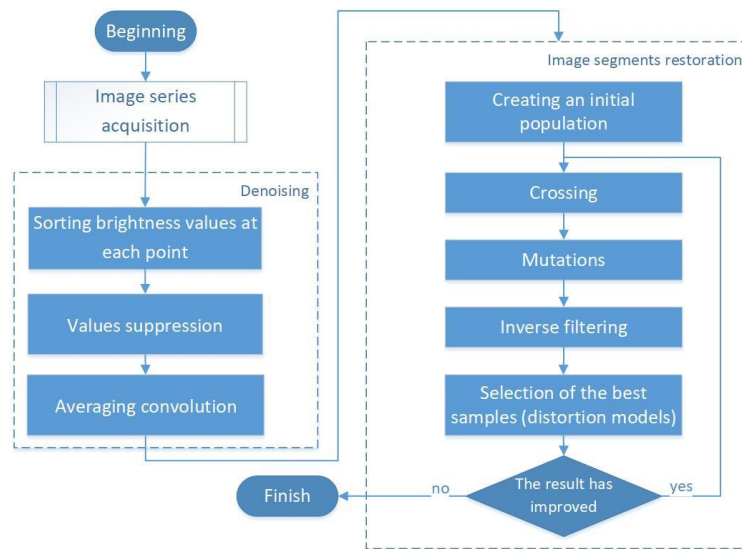 Beginning
Image series
acquisition
Denoising
Sorting brightness values at
each point
Values suppression
Averaging convolution
Image segments restoration
Creating an initial
population
Crossing
Mutations
Inverse filtering
Selection of the best
samples (distortion models)
The result has
improved
yes
no
Finish